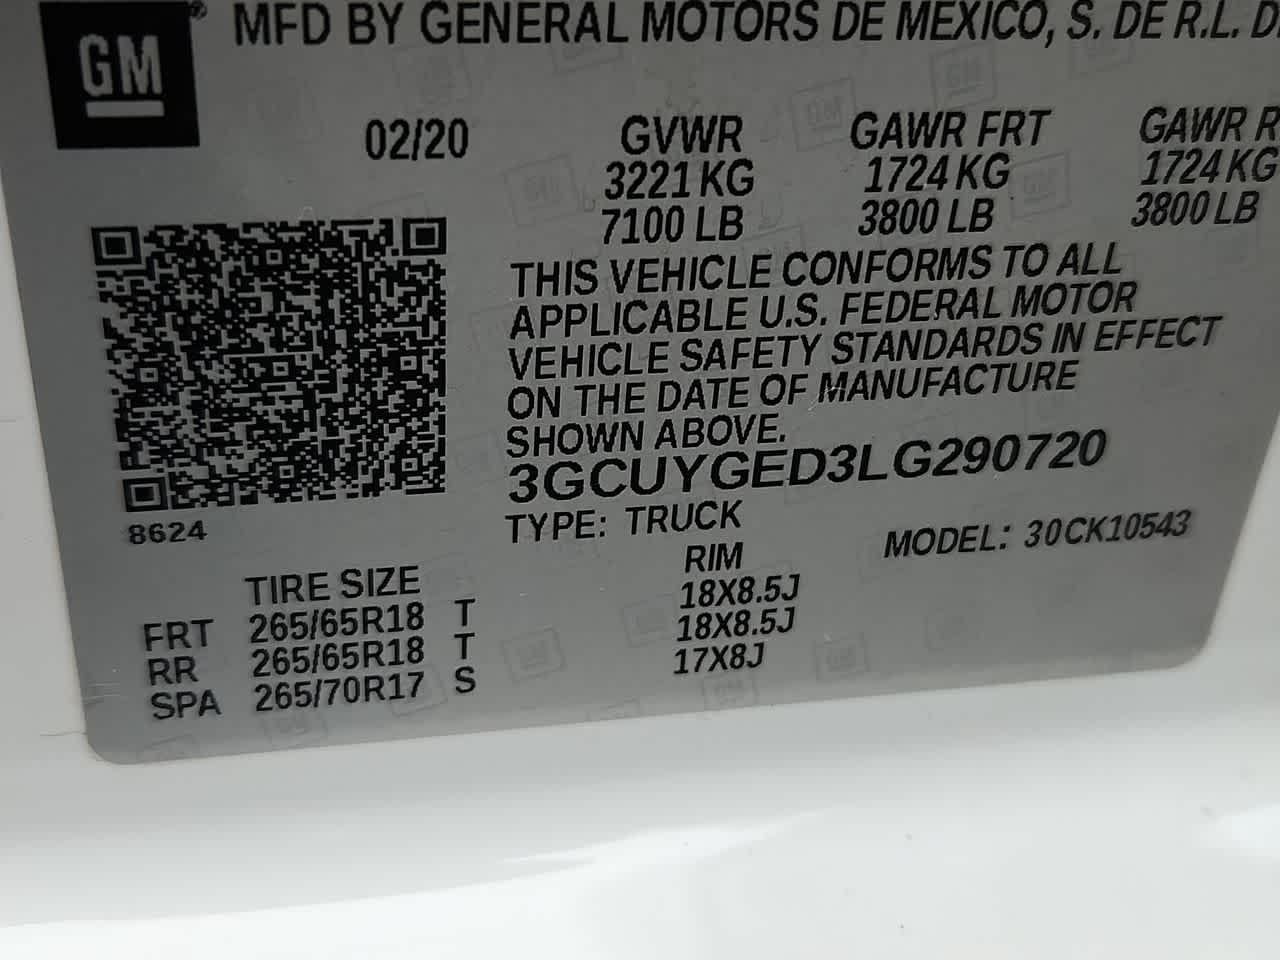 GM
MFD BY GENERAL MOTORS DE MEXICO, S. DE R.L.
02/20 GVWR GAWR FRT GAWR
3221 KG 1724 KG 1724 KG
7100 LB 3800 LB 3800 LB
THIS VEHICLE CONFORMS TO ALL
APPLICABLE U.S. FEDERAL MOTOR
VEHICLE SAFETY STANDARDS IN EFFECT
ON THE DATE OF MANUFACTURE
SHOWN ABOVE.
3GCUYGED3LG290720
8624
TYPE: TRUCK MODEL: 30CK10543
TIRE SIZE RIM
FRT 265/65R18 T 18X8.5J
RR 265/65R18 T 18X8.5J
SPA 265/70R17 S 17X8J